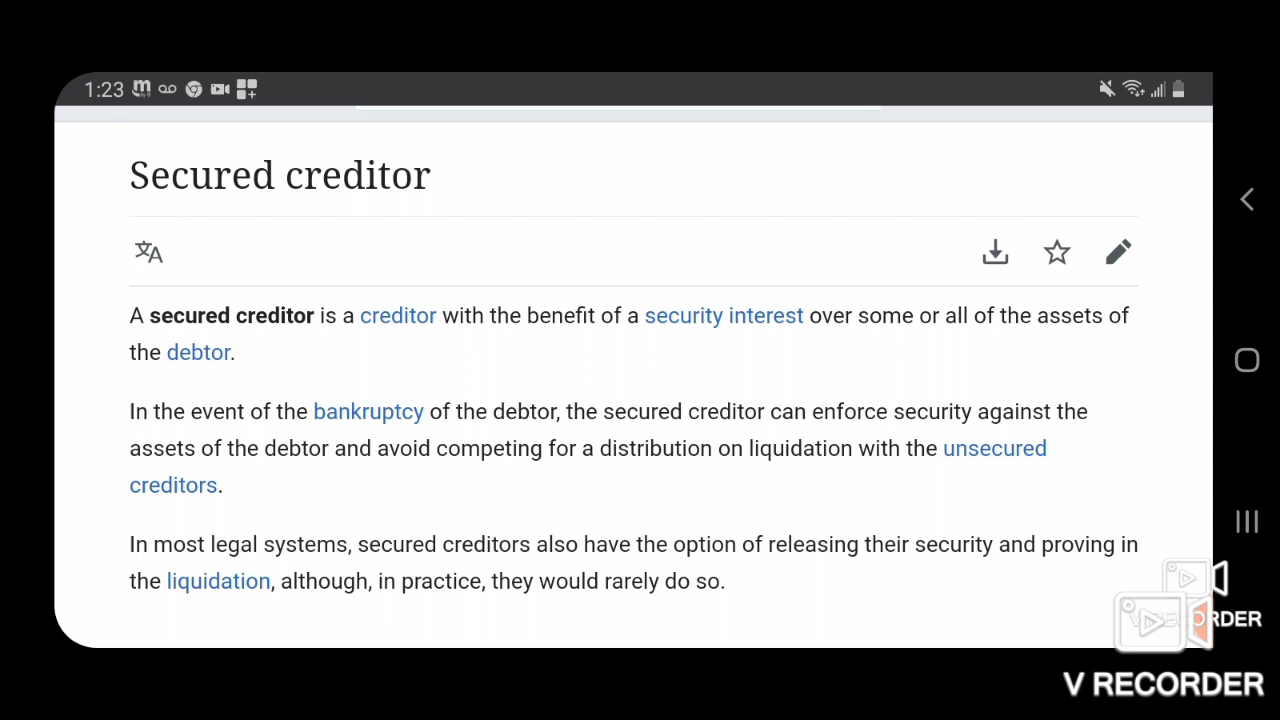 1:23
Secured creditor
A secured creditor is a creditor with the benefit of a security interest over some or all of the assets of
the debtor.
In the event of the bankruptcy of the debtor, the secured creditor can enforce security against the
assets of the debtor and avoid competing for a distribution on liquidation with the unsecured
creditors.
In most legal systems, secured creditors also have the option of releasing their security and proving in
the liquidation, although, in practice, they would rarely do so.
V RECORDER
V RECORDER